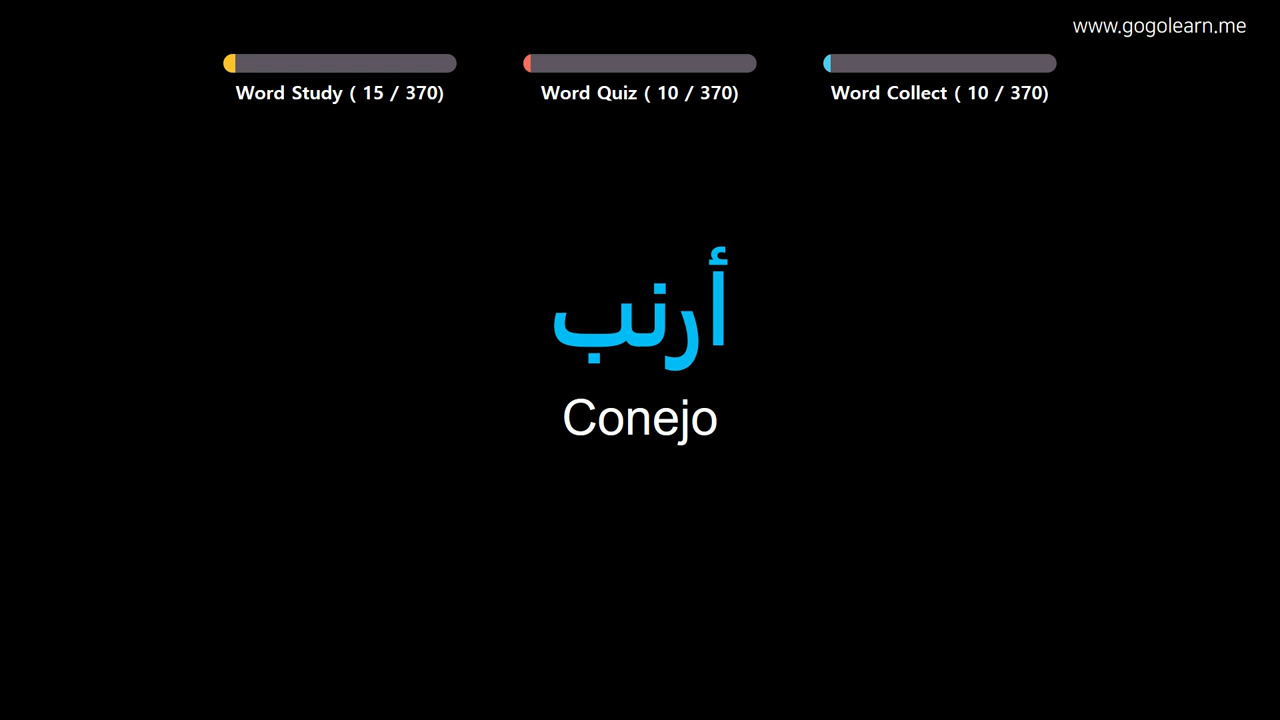 www.gogolearn.me
Word Study ( 15 / 370)
Word Quiz ( 10 / 370)
Word Collect ( 10 / 370)
أرنب
Conejo